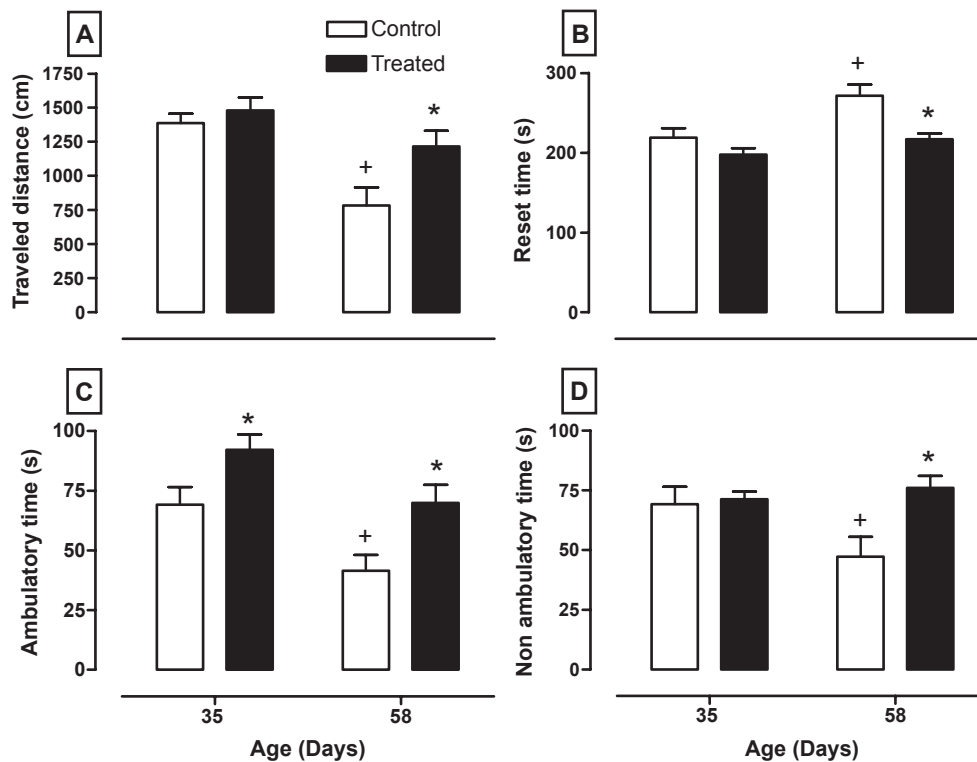 A
Control
Treated
Traveled distance (cm)
1750
1500
1250
1000
750
500
250
0
+
*
B
Reset time (s)
300
200
100
0
+
*
C
Ambulatory time (s)
100
75
50
25
0
*
+
*
35
58
Age (Days)
D
Non ambulatory time (s)
100
75
50
25
0
+
*
35
58
Age (Days)